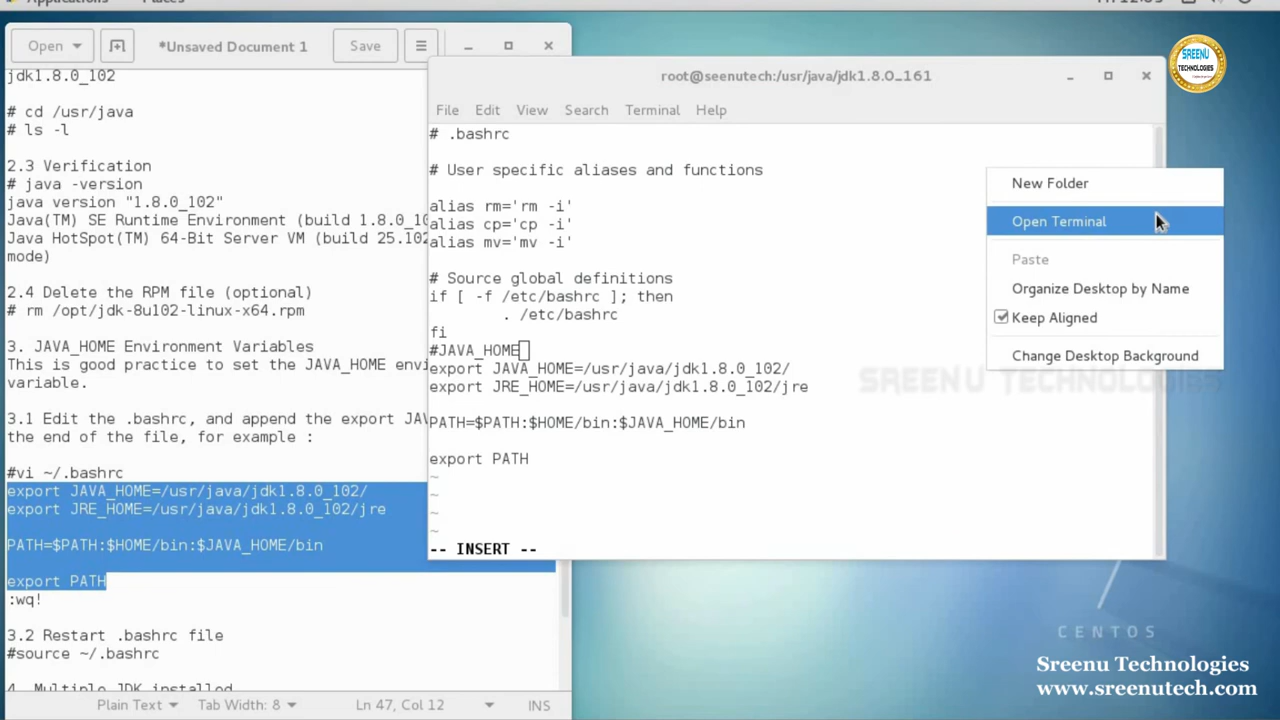 Applications
Places
Open
*Unsaved Document 1
Save
jdk1.8.0_102
# cd /usr/java
# ls -l
2.3 Verification
# java -version
java version "1.8.0_102"
Java(TM) SE Runtime Environment (build 1.8.0_10
Java HotSpot(TM) 64-Bit Server VM (build 25.102
mode)
2.4 Delete the RPM file (optional)
# rm /opt/jdk-8u102-linux-x64.rpm
3. JAVA_HOME Environment Variables
This is good practice to set the JAVA_HOME envi
variable.
3.1 Edit the .bashrc, and append the export JAV
the end of the file, for example :
#vi ~/.bashrc
export JAVA_HOME=/usr/java/jdk1.8.0_102/
export JRE_HOME=/usr/java/jdk1.8.0_102/jre
PATH=$PATH:$HOME/bin:$JAVA_HOME/bin
export PATH
:wq!
3.2 Restart .bashrc file
#source ~/.bashrc
4. Multiple JDK installed
Plain Text
Tab Width: 8
Ln 47, Col 12
INS
root@seenutech:/usr/java/jdk1.8.0_161
File Edit View Search Terminal Help
# .bashrc
# User specific aliases and functions
alias rm='rm -i'
alias cp='cp -i'
alias mv='mv -i'
# Source global definitions
if [ -f /etc/bashrc ]; then
. /etc/bashrc
fi
#JAVA_HOME
export JAVA_HOME=/usr/java/jdk1.8.0_102/
export JRE_HOME=/usr/java/jdk1.8.0_102/jre
PATH=$PATH:$HOME/bin:$JAVA_HOME/bin
export PATH
~
~
~
~
-- INSERT --
New Folder
Open Terminal
Paste
Organize Desktop by Name
Keep Aligned
Change Desktop Background
SREENU TECHNOLOGIES
SREENU
TECHNOLOGIES
CENTOS
Sreenu Technologies
www.sreenutech.com